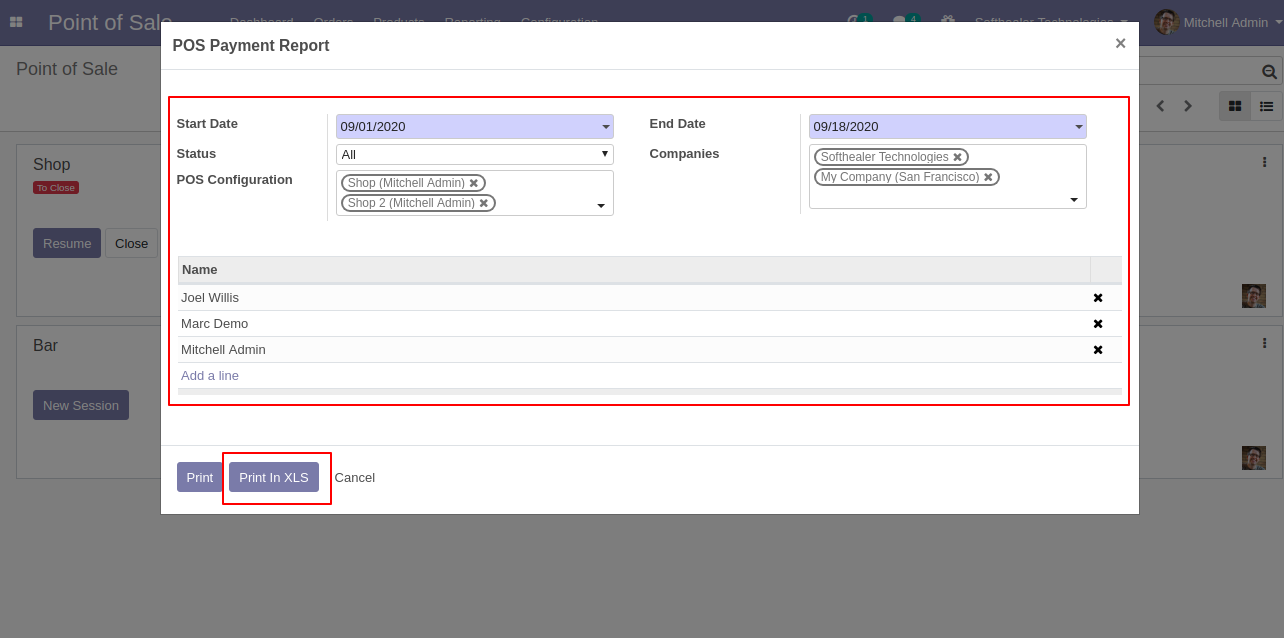 Point of Sale Dashboard Orders Products Reporting Configuration 1 4 Softhealer Technologies Mitchell Admin
POS Payment Report ×
Point of Sale
Start Date 09/01/2020 End Date 09/18/2020
Status All Companies Softhealer Technologies
My Company (San Francisco)
POS Configuration Shop (Mitchell Admin)
Shop 2 (Mitchell Admin)
Shop
To Close
Resume Close
Name
Joel Willis
Marc Demo
Mitchell Admin
Add a line
Bar
New Session
Print Print In XLS Cancel